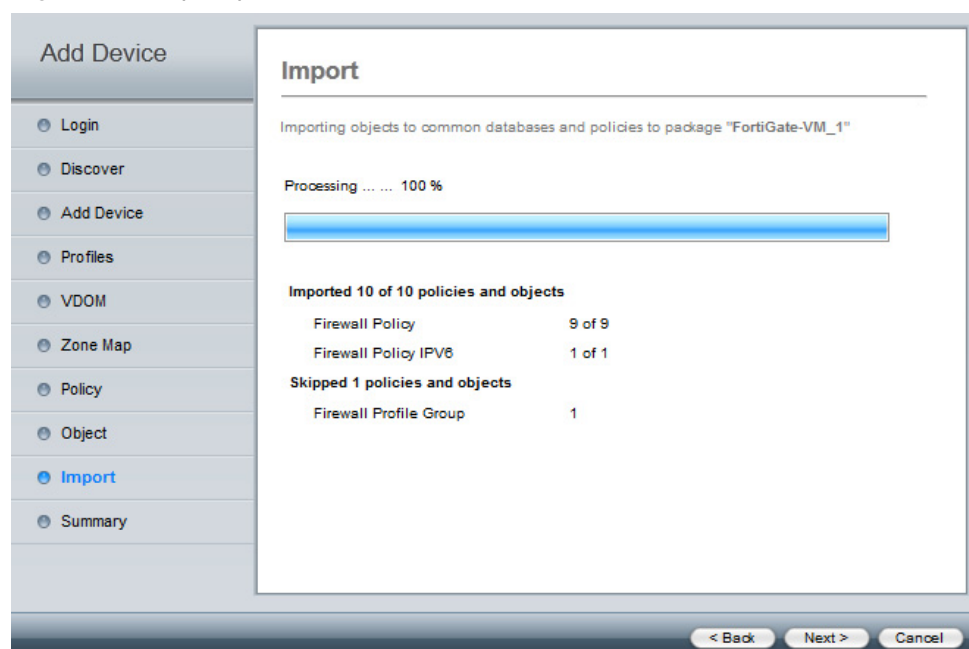 Add Device
Login
Discover
Add Device
Profiles
VDOM
Zone Map
Policy
Object
Import
Summary
Import
Importing objects to common databases and policies to package "FortiGate-VM_1"
Processing ... ... 100 %
Imported 10 of 10 policies and objects
Firewall Policy 9 of 9
Firewall Policy IPV6 1 of 1
Skipped 1 policies and objects
Firewall Profile Group 1
< Back Next > Cancel